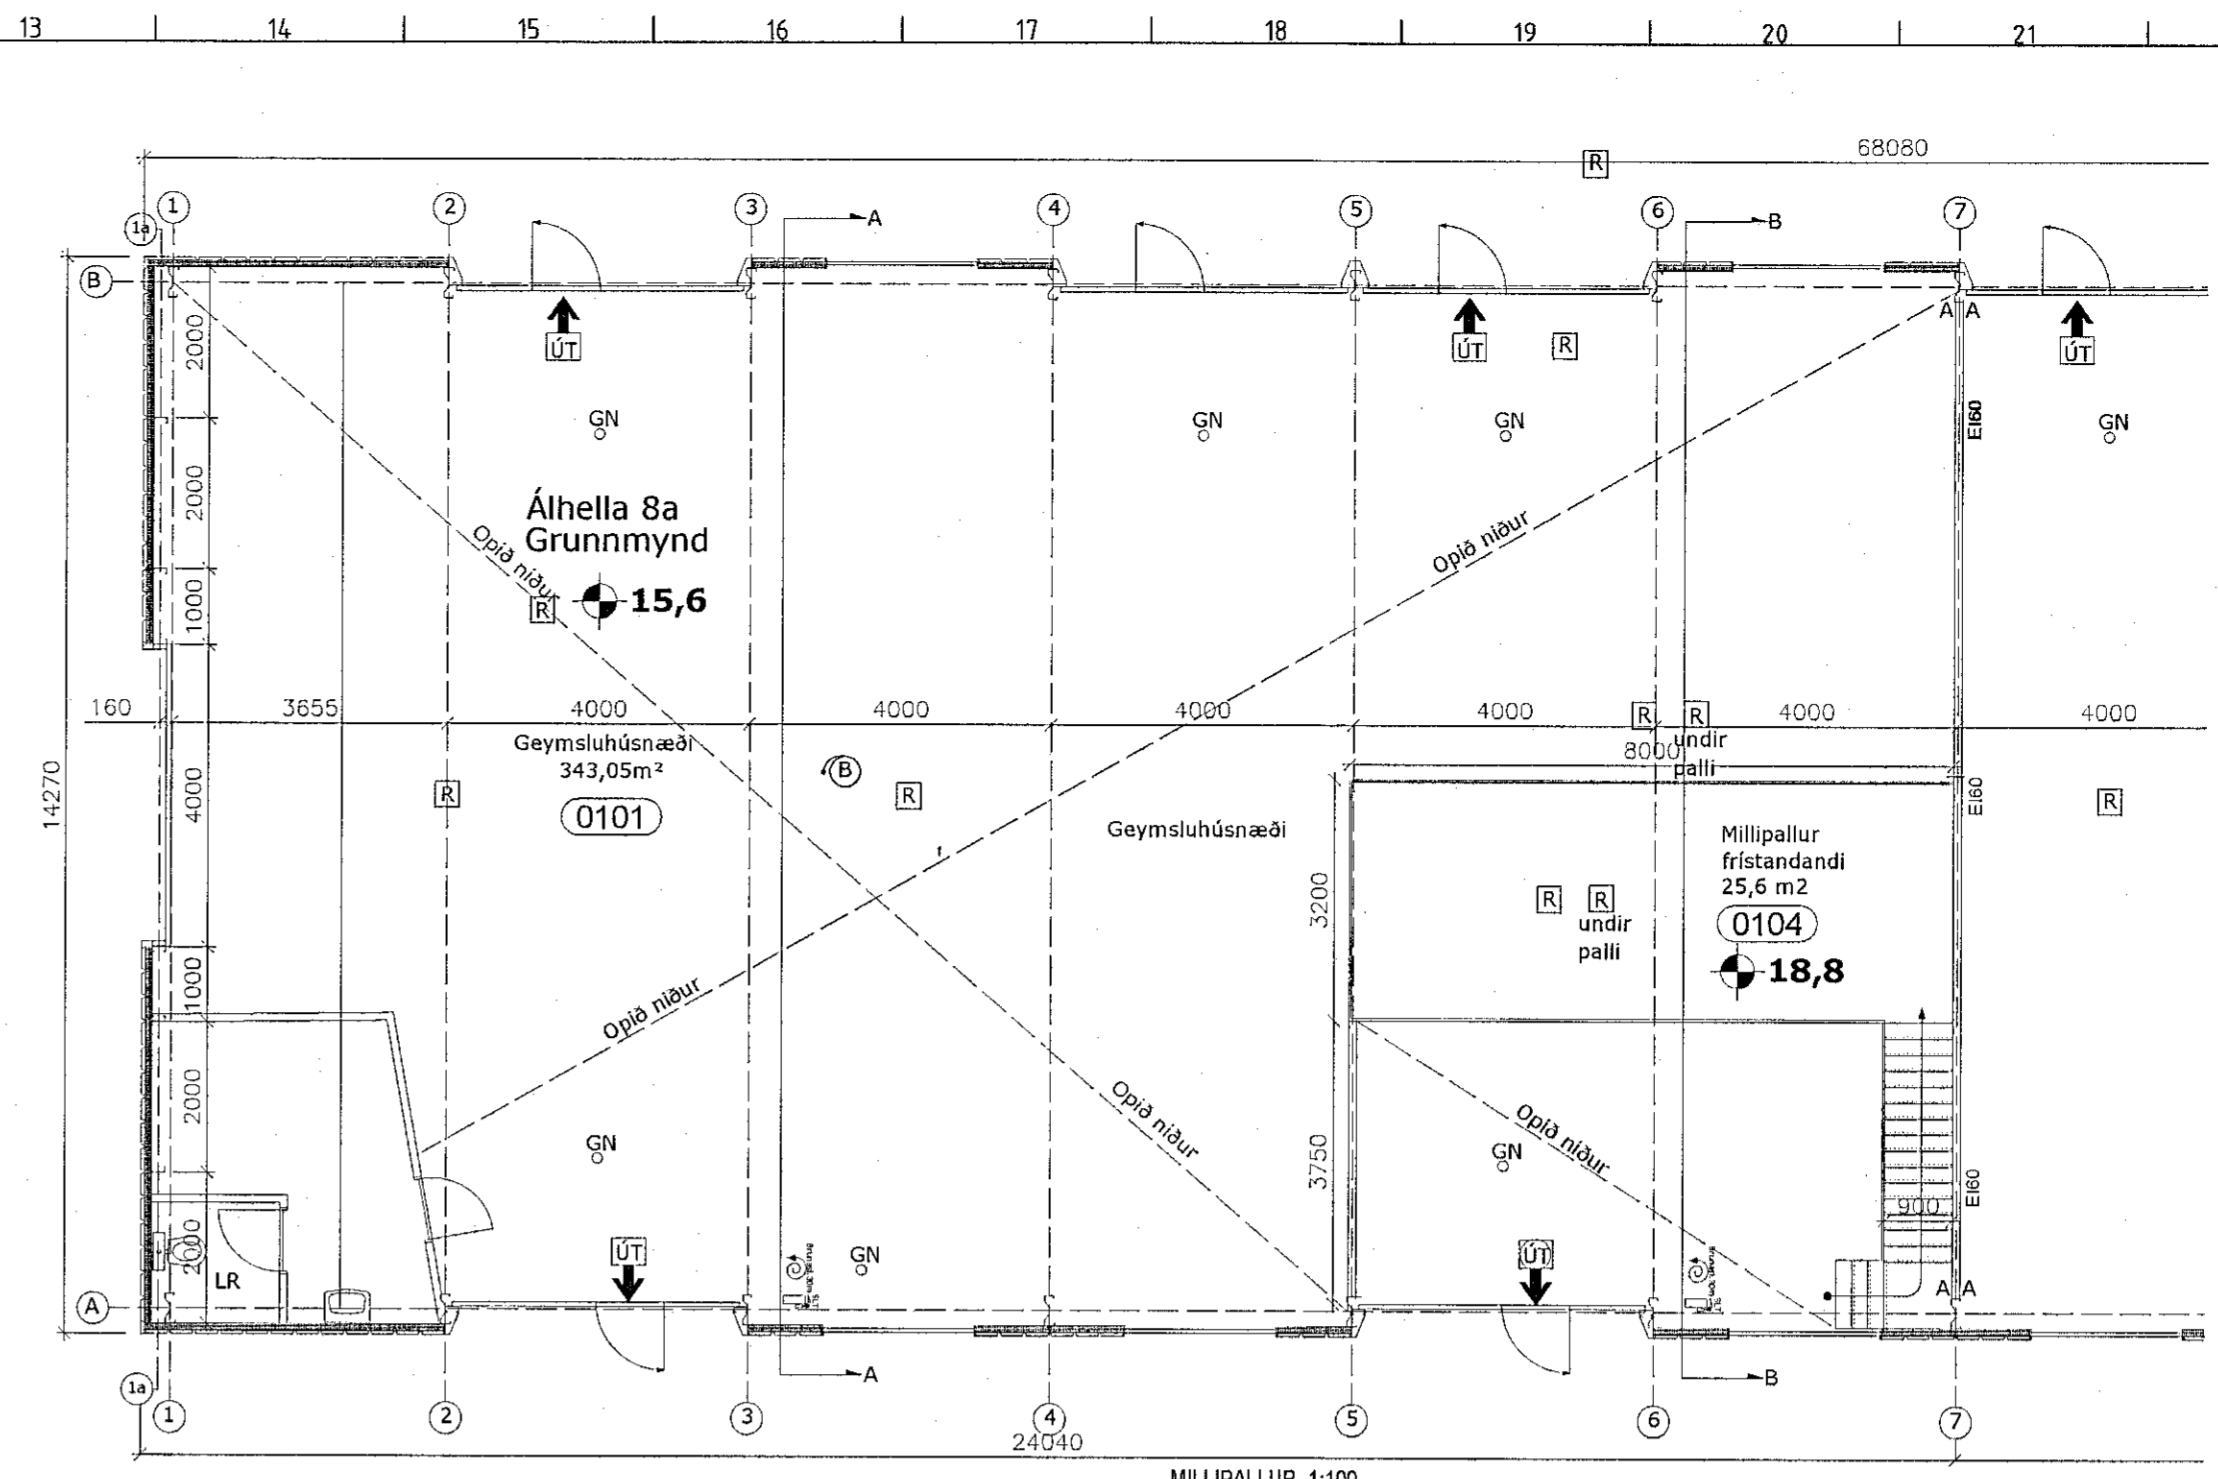 13 14 15 16 17 18 19 20 21
68080
R
1 2 3 4 5 6 7
1a
A B
B
A A
2000
ÚT ÚT R ÚT
GN GN GN GN
EI60
2000
Álhella 8a
Grunnmynd
Opið niður
Opið niður
R 15,6
1000
160 3655 4000 4000 4000 4000 R R 4000 4000
Geymsluhúsnæði
343,05m²
0101
8000
undir
palli
B
R R R
EI60
14270
4000
Geymsluhúsnæði
Millipallur
frístandandi
25,6 m2
0104
18,8
3200
R R
undir
palli
1000
Opið niður
2000
Opið niður
Opið niður
GN GN
3750
EI60
900
2000
LR
ÚT GN ÚT
SLT SLT
A
A A
A B
1a
1 2 3 4 5 6 7
24040
MILLIPALLUR 1:100